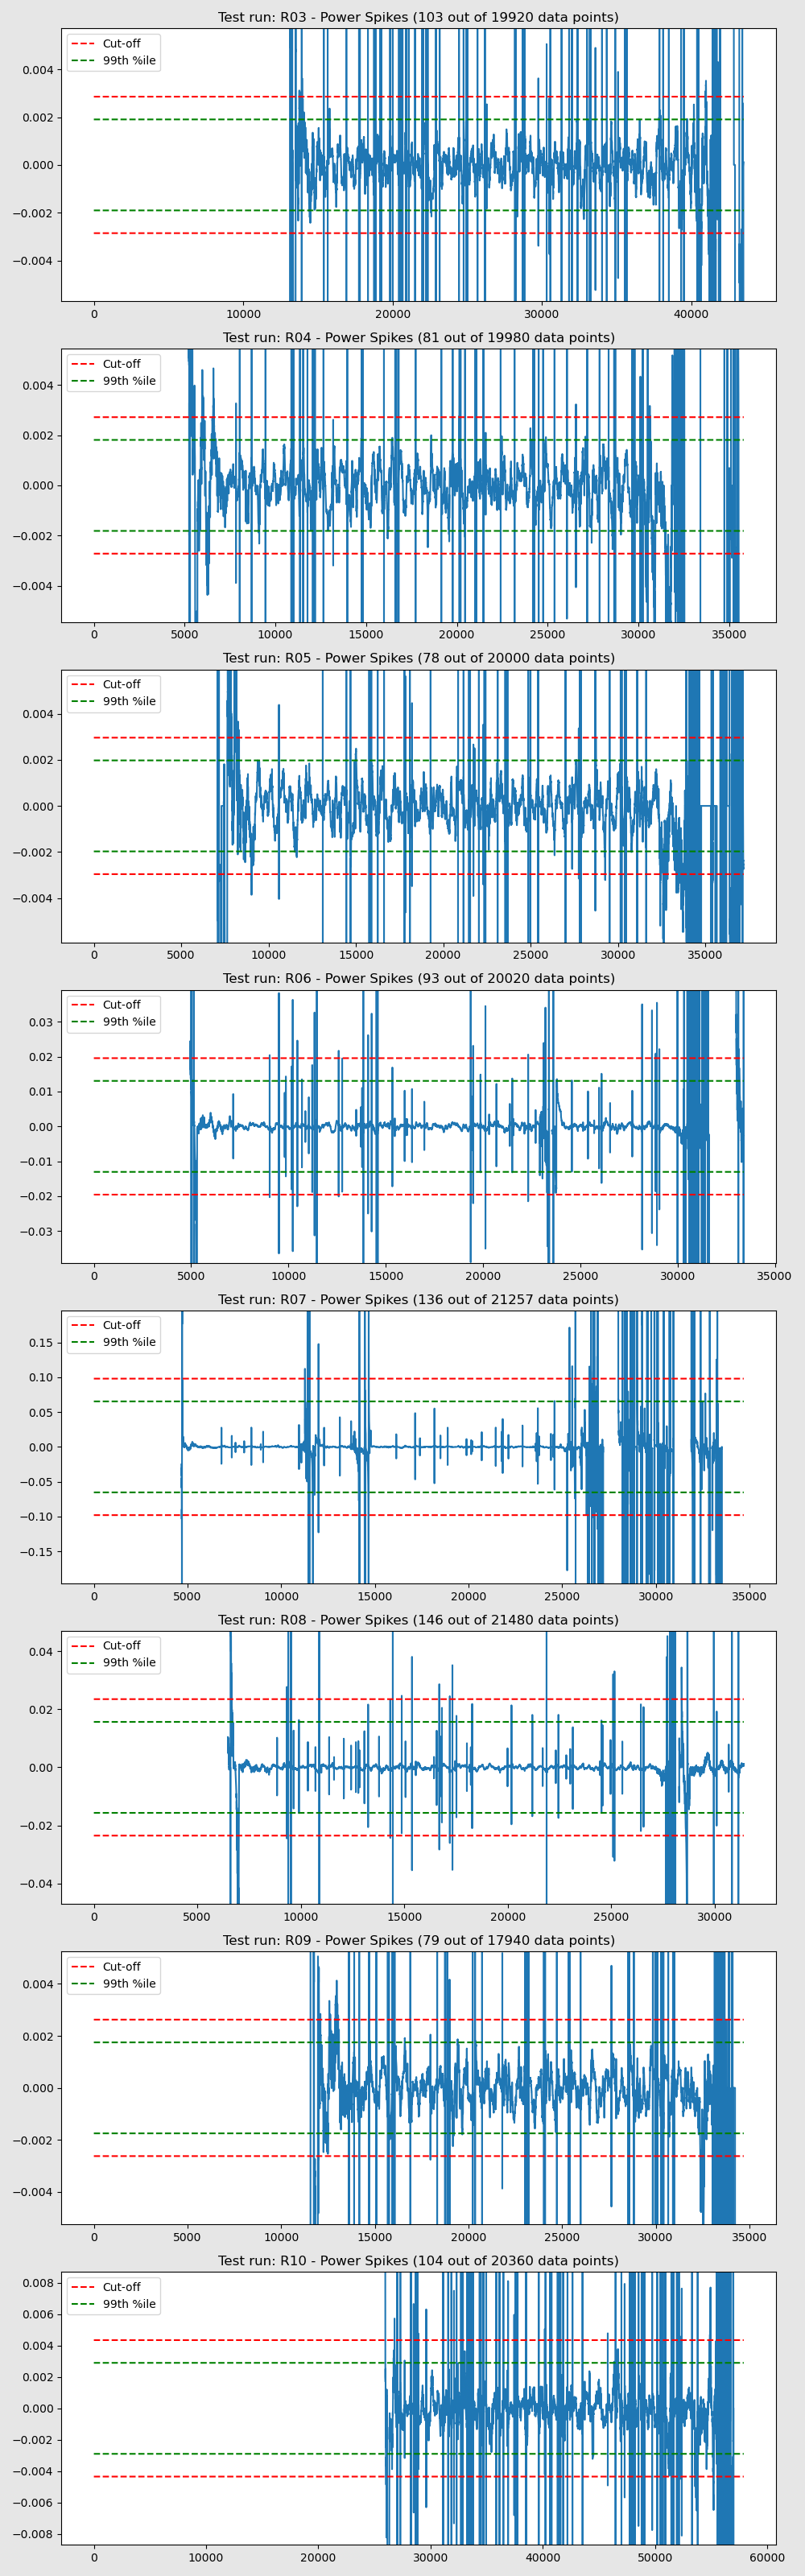 Test run: R03 - Power Spikes (103 out of 19920 data points)
Cut-off
99th %ile
0.004
0.002
0.000
−0.002
−0.004
0 10000 20000 30000 40000
Test run: R04 - Power Spikes (81 out of 19980 data points)
Cut-off
99th %ile
0.004
0.002
0.000
−0.002
−0.004
0 5000 10000 15000 20000 25000 30000 35000
Test run: R05 - Power Spikes (78 out of 20000 data points)
Cut-off
99th %ile
0.004
0.002
0.000
−0.002
−0.004
0 5000 10000 15000 20000 25000 30000 35000
Test run: R06 - Power Spikes (93 out of 20020 data points)
Cut-off
99th %ile
0.03
0.02
0.01
0.00
−0.01
−0.02
−0.03
0 5000 10000 15000 20000 25000 30000 35000
Test run: R07 - Power Spikes (136 out of 21257 data points)
Cut-off
99th %ile
0.15
0.10
0.05
0.00
−0.05
−0.10
−0.15
0 5000 10000 15000 20000 25000 30000 35000
Test run: R08 - Power Spikes (146 out of 21480 data points)
Cut-off
99th %ile
0.04
0.02
0.00
−0.02
−0.04
0 5000 10000 15000 20000 25000 30000
Test run: R09 - Power Spikes (79 out of 17940 data points)
Cut-off
99th %ile
0.004
0.002
0.000
−0.002
−0.004
0 5000 10000 15000 20000 25000 30000 35000
Test run: R10 - Power Spikes (104 out of 20360 data points)
Cut-off
99th %ile
0.008
0.006
0.004
0.002
0.000
−0.002
−0.004
−0.006
−0.008
0 10000 20000 30000 40000 50000 60000